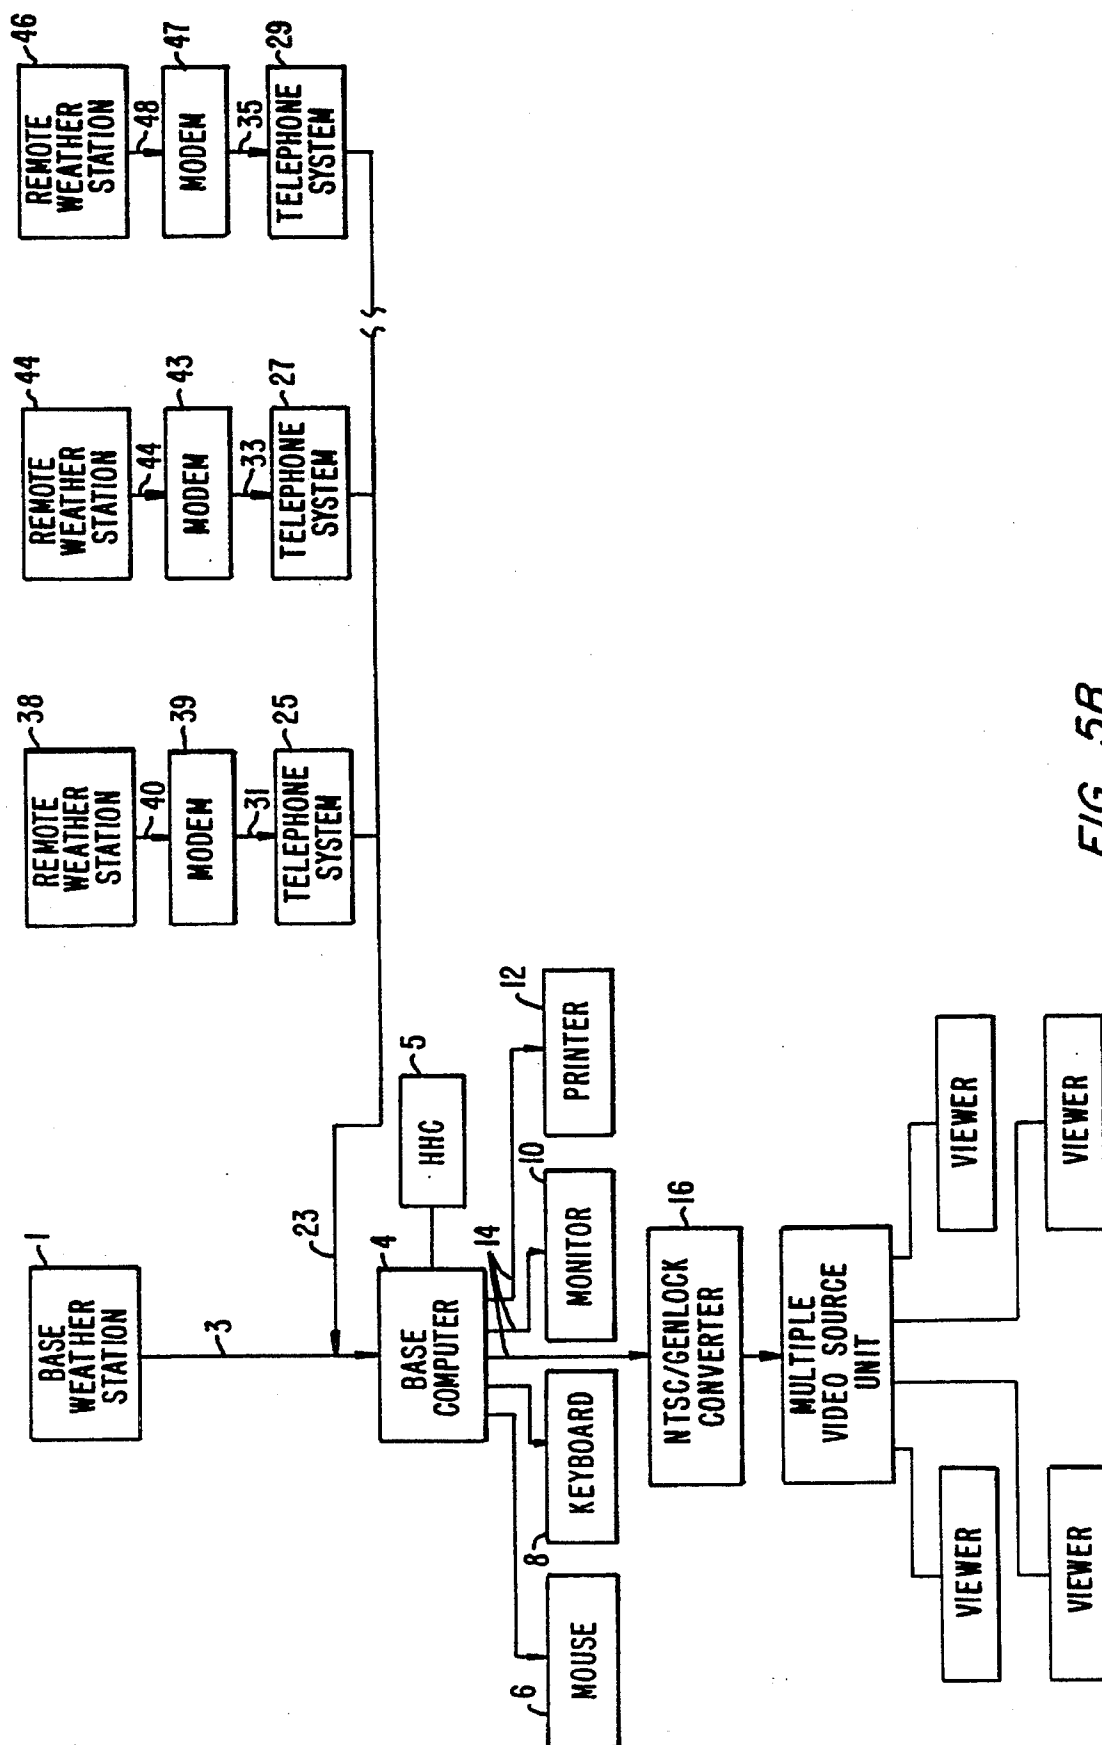 1
BASE
WEATHER
STATION
3
23
38
REMOTE
WEATHER
STATION
40
39
MODEM
31
25
TELEPHONE
SYSTEM
44
REMOTE
WEATHER
STATION
44
43
MODEM
33
27
TELEPHONE
SYSTEM
46
REMOTE
WEATHER
STATION
48
47
MODEM
35
29
TELEPHONE
SYSTEM
4
BASE
COMPUTER
5
HHC
14
6
MOUSE
8
KEYBOARD
10
MONITOR
12
PRINTER
16
NTSC/GENLOCK
CONVERTER
MULTIPLE
VIDEO SOURCE
UNIT
VIEWER
VIEWER
VIEWER
VIEWER
FIG. 5B